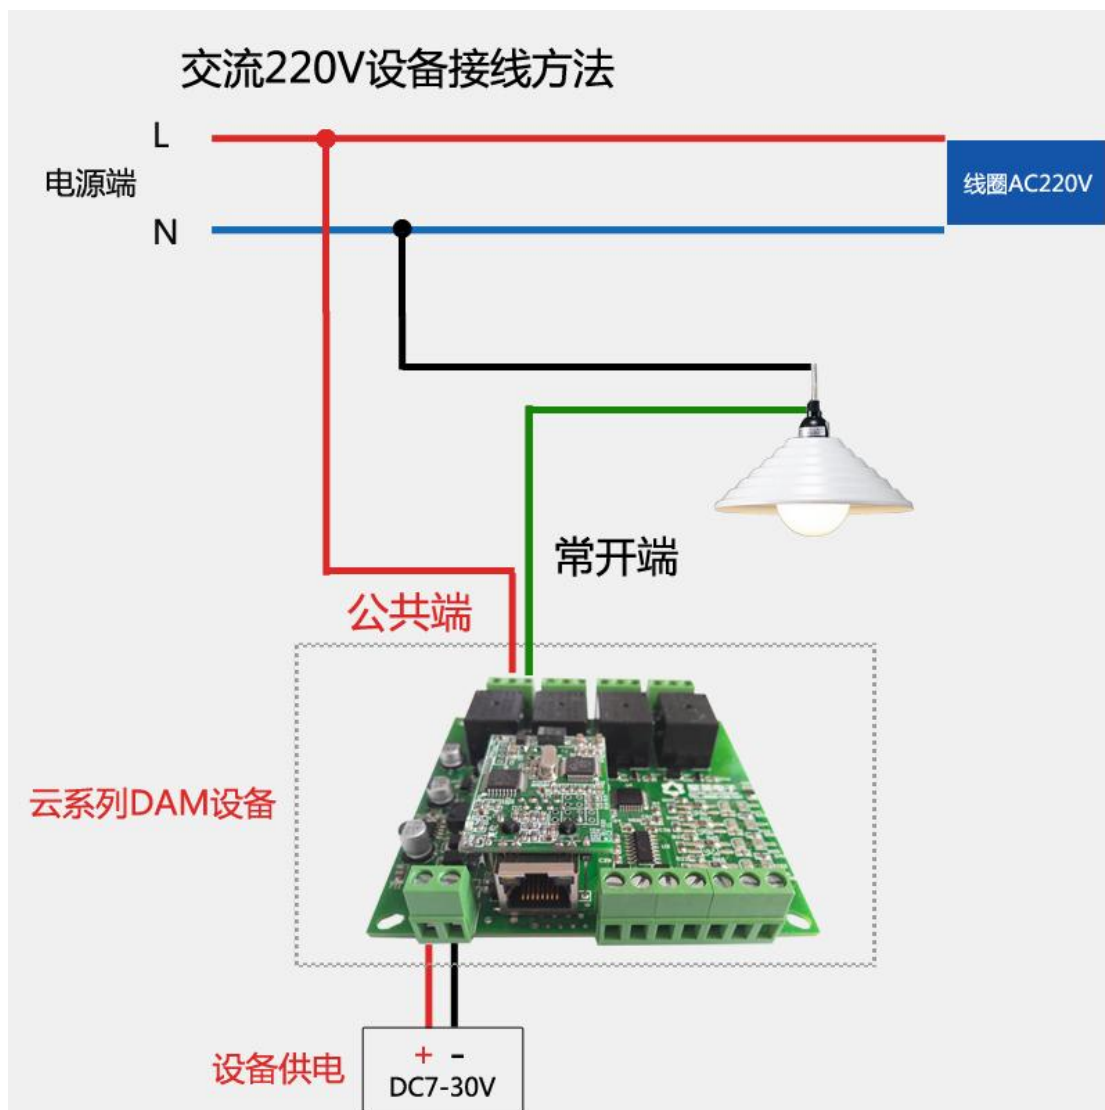 交流220V设备接线方法
L
电源端
线圈AC220V
N
常开端
公共端
云系列DAM设备
+ -
设备供电
DC7-30V